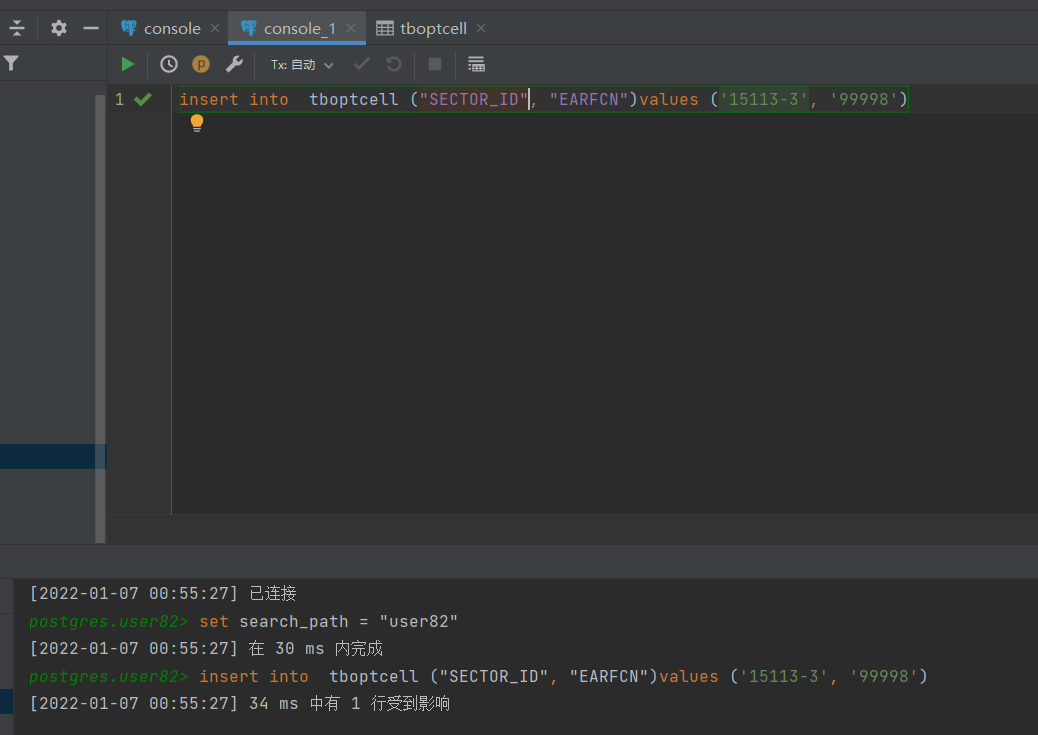 console console_1 tboptcell
Tx: 自动
1 insert into  tboptcell ("SECTOR_ID", "EARFCN")values ('15113-3', '99998')
[2022-01-07 00:55:27] 已连接
postgres.user82> set search_path = "user82"
[2022-01-07 00:55:27] 在 30 ms 内完成
postgres.user82> insert into  tboptcell ("SECTOR_ID", "EARFCN")values ('15113-3', '99998')
[2022-01-07 00:55:27] 34 ms 中有 1 行受到影响